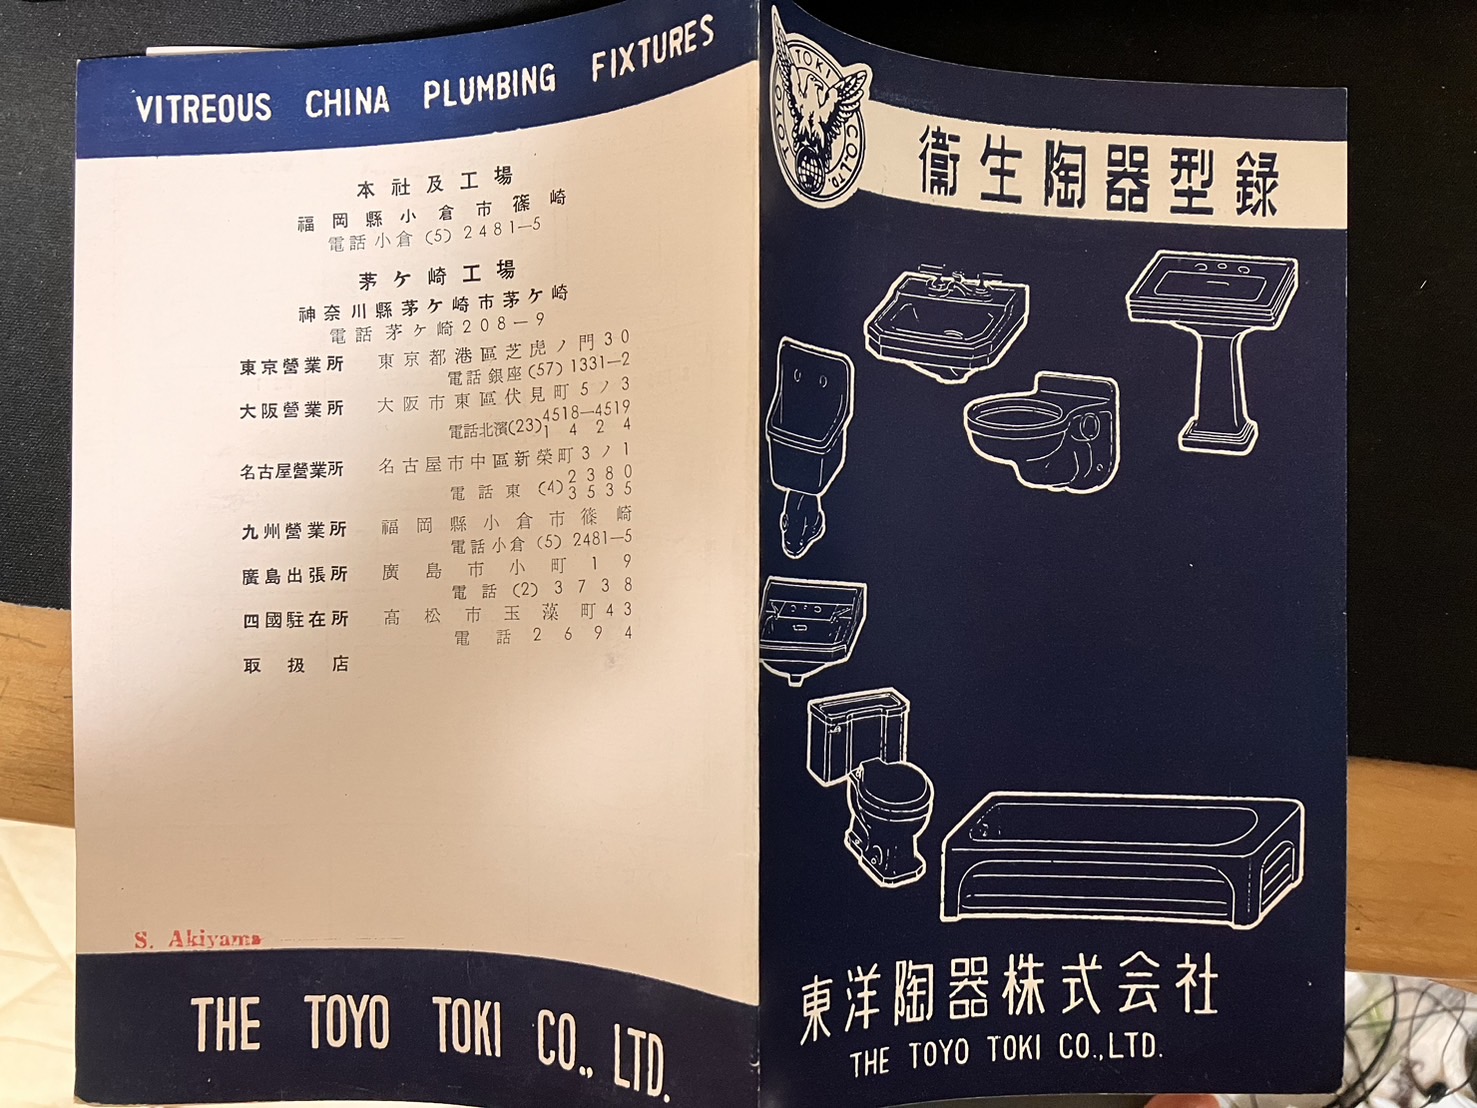 VITREOUS CHINA PLUMBING FIXTURES
本社及工場
福岡縣小倉市篠崎
電話小倉(5)2481—5
茅ケ崎工場
神奈川縣茅ケ崎市茅ケ崎
電話茅ケ崎208—9
東京營業所 東京都港區芝虎ノ門30
電話銀座(57)1331—2
大阪營業所 大阪市東區伏見町5ノ3
電話北濱(23)4518—4519
1424
名古屋營業所 名古屋市中區新榮町3ノ1
電話東(4)2380
3535
九州營業所 福岡縣小倉市篠崎
電話小倉(5)2481—5
廣島出張所 廣島市小町19
電話(2)3738
四國駐在所 高松市玉藻町43
電話2694
取扱店
S. Akiyama
THE TOYO TOKI CO., LTD.
TOYO TOKI CO.,LTD.
衞生陶器型録
東洋陶器株式会社
THE TOYO TOKI CO.,LTD.